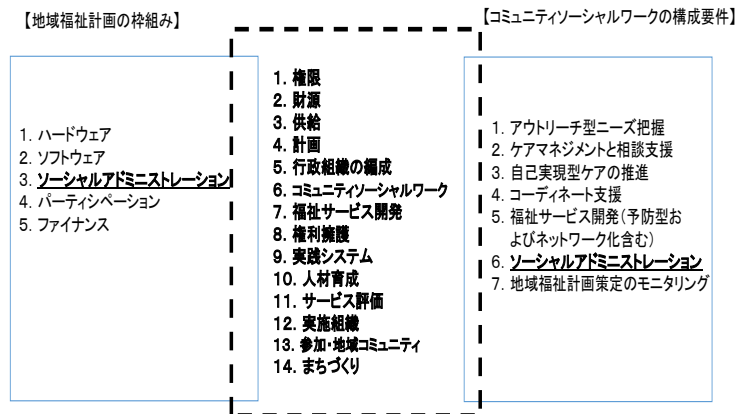 【地域福祉計画の枠組み】
1. ハードウェア
2. ソフトウェア
3. ソーシャルアドミニストレーション
4. パーティシペーション
5. ファイナンス
1. 権限
2. 財源
3. 供給
4. 計画
5. 行政組織の編成
6. コミュニティソーシャルワーク
7. 福祉サービス開発
8. 権利擁護
9. 実践システム
10. 人材育成
11. サービス評価
12. 実施組織
13. 参加・地域コミュニティ
14. まちづくり
【コミュニティソーシャルワークの構成要件】
1. アウトリーチ型ニーズ把握
2. ケアマネジメントと相談支援
3. 自己実現型ケアの推進
4. コーディネート支援
5. 福祉サービス開発(予防型お
よびネットワーク化含む)
6. ソーシャルアドミニストレーション
7. 地域福祉計画策定のモニタリング